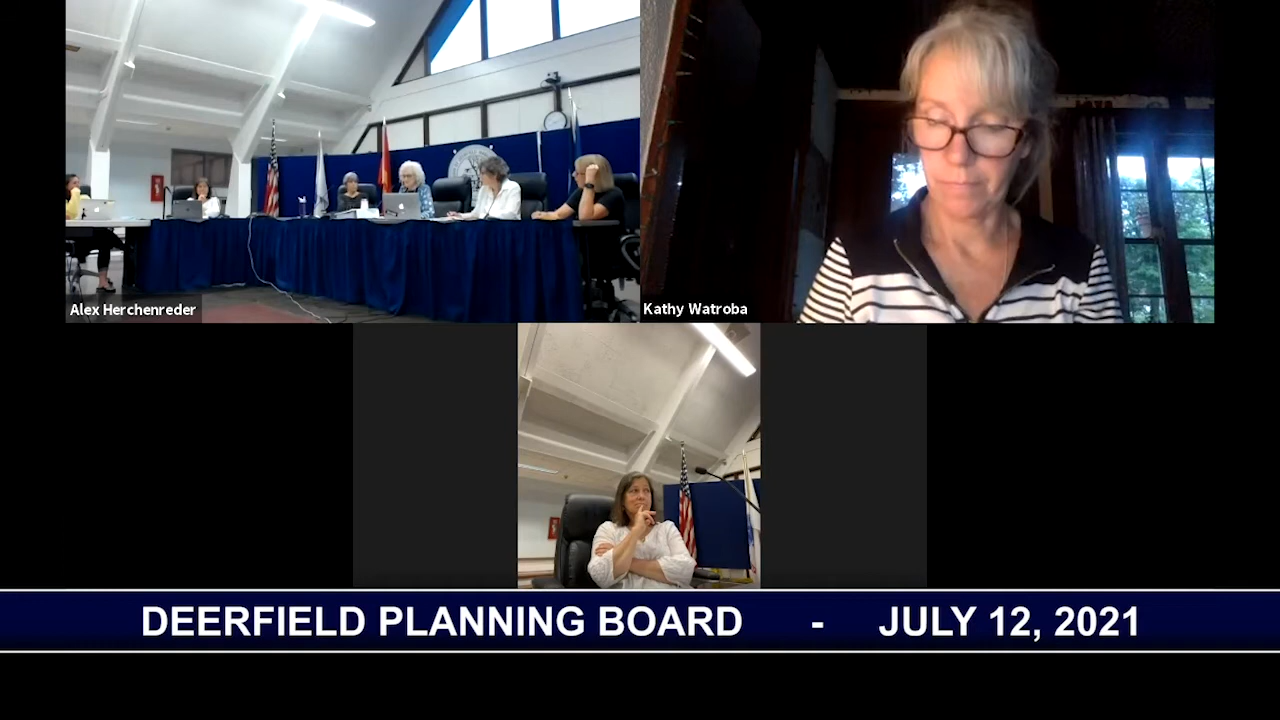 Alex Herchenreder
Kathy Watroba
DEERFIELD PLANNING BOARD - JULY 12, 2021